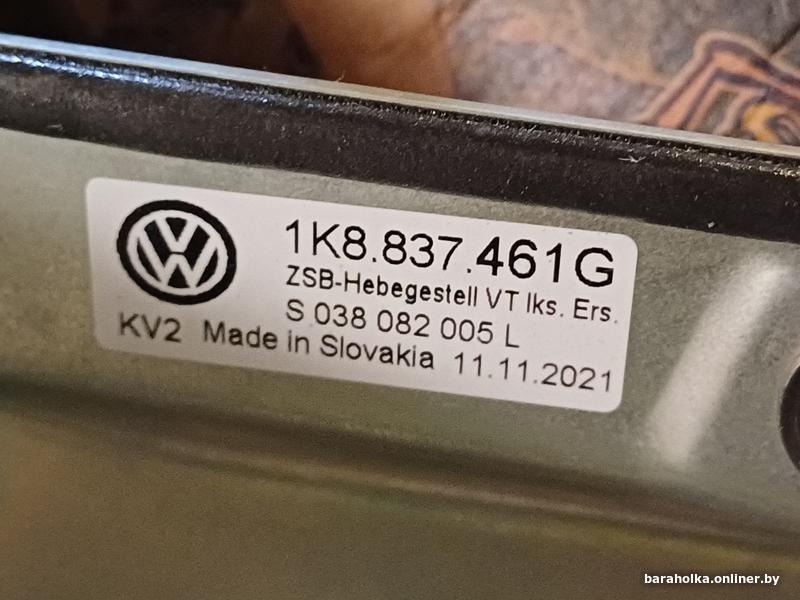 1K8.837.461G
ZSB-Hebegestell VT lks. Ers.
S 038 082 005 L
KV2 Made in Slovakia 11.11.2021
baraholka.onliner.by